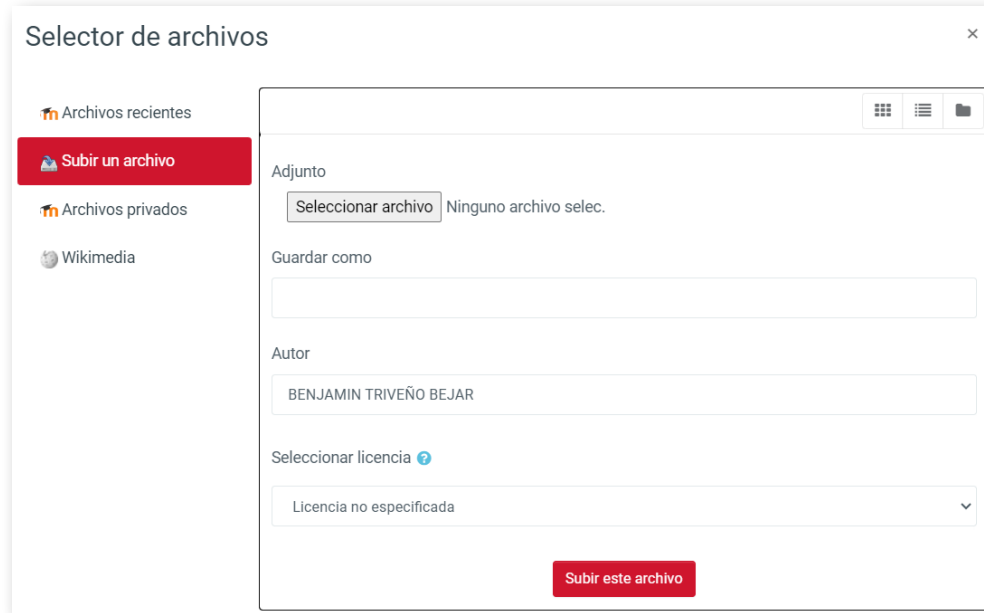 Selector de archivos
×
Archivos recientes
Subir un archivo
Archivos privados
Wikimedia
Adjunto
Seleccionar archivo Ninguno archivo selec.
Guardar como
Autor
BENJAMIN TRIVEÑO BEJAR
Seleccionar licencia ?
Licencia no especificada
Subir este archivo